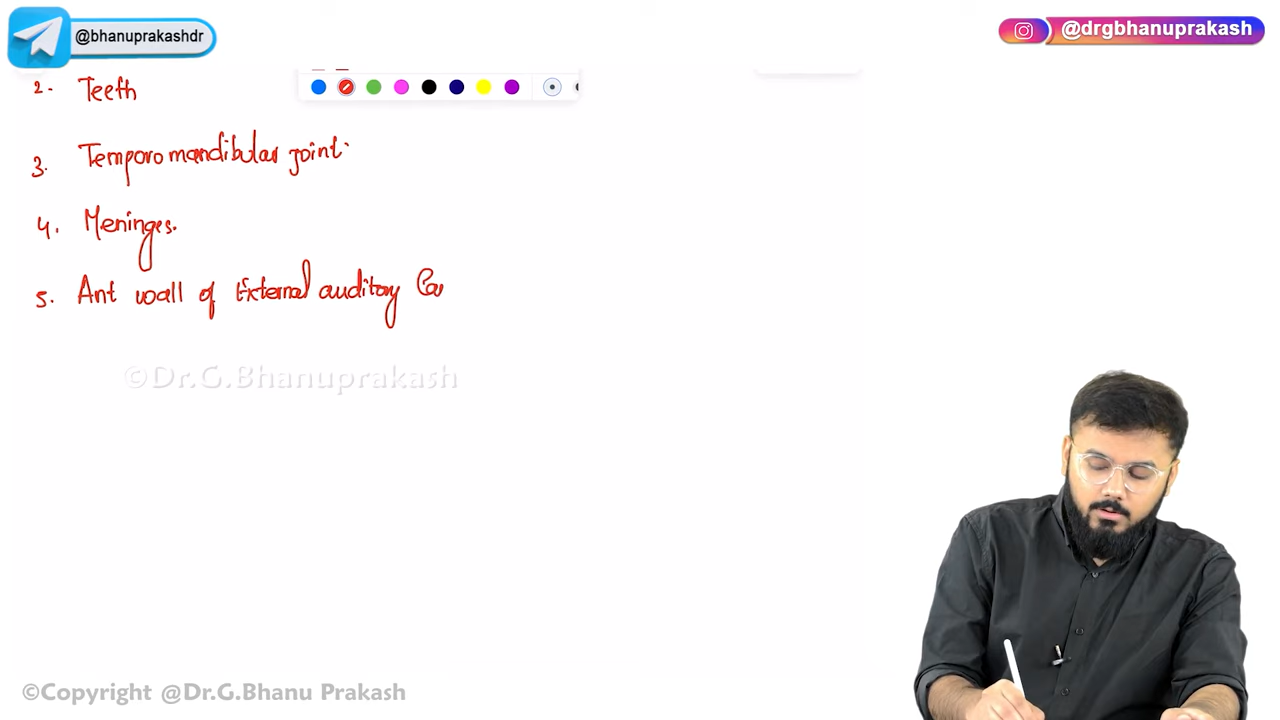 @bhanuprakashdr
@drgbhanuprakash
2. Teeth
3. Temporomandibular joint.
4. Meninges.
5. Ant wall of External auditory Ca
©Dr.G.Bhanuprakash
©Copyright @Dr.G.Bhanu Prakash